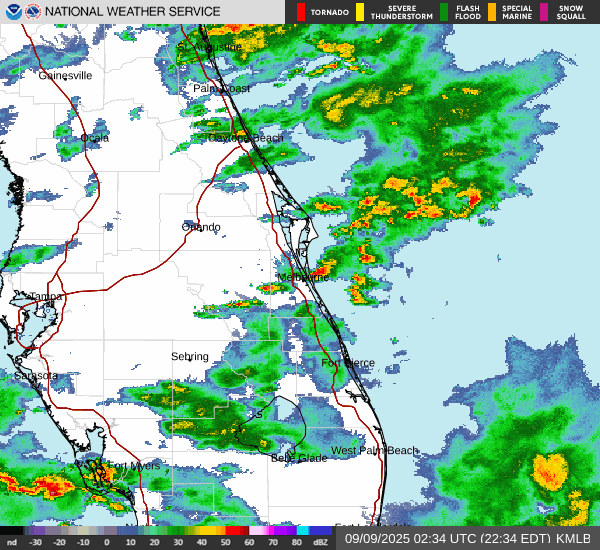 NATIONAL WEATHER SERVICE
TORNADO
SEVERE
THUNDERSTORM
FLASH
FLOOD
SPECIAL
MARINE
SNOW
SQUALL
St. Augustine
Gainesville
Palm Coast
Ocala
Daytona Beach
Orlando
Melbourne
Tampa
Sebring
Fort Pierce
Sarasota
West Palm Beach
Belle Glade
Fort Myers
nd -30 -20 -10 0 10 20 30 40 50 60 70 80 dBZ
09/09/2025 02:34 UTC (22:34 EDT) KMLB